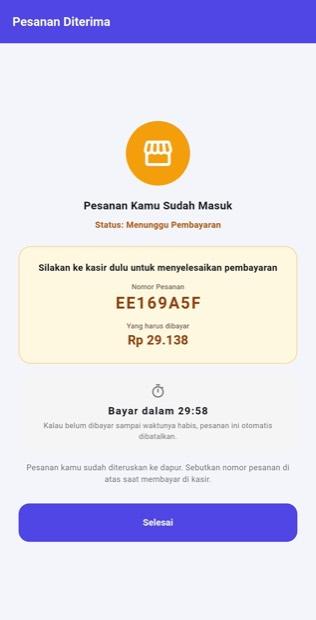 Pesanan Diterima
Pesanan Kamu Sudah Masuk
Status: Menunggu Pembayaran
Silakan ke kasir dulu untuk menyelesaikan pembayaran
Nomor Pesanan
EE169A5F
Yang harus dibayar
Rp 29.138
Bayar dalam 29:58
Kalau belum dibayar sampai waktunya habis, pesanan ini otomatis
dibatalkan.
Pesanan kamu sudah diteruskan ke dapur. Sebutkan nomor pesanan di
atas saat membayar di kasir.
Selesai